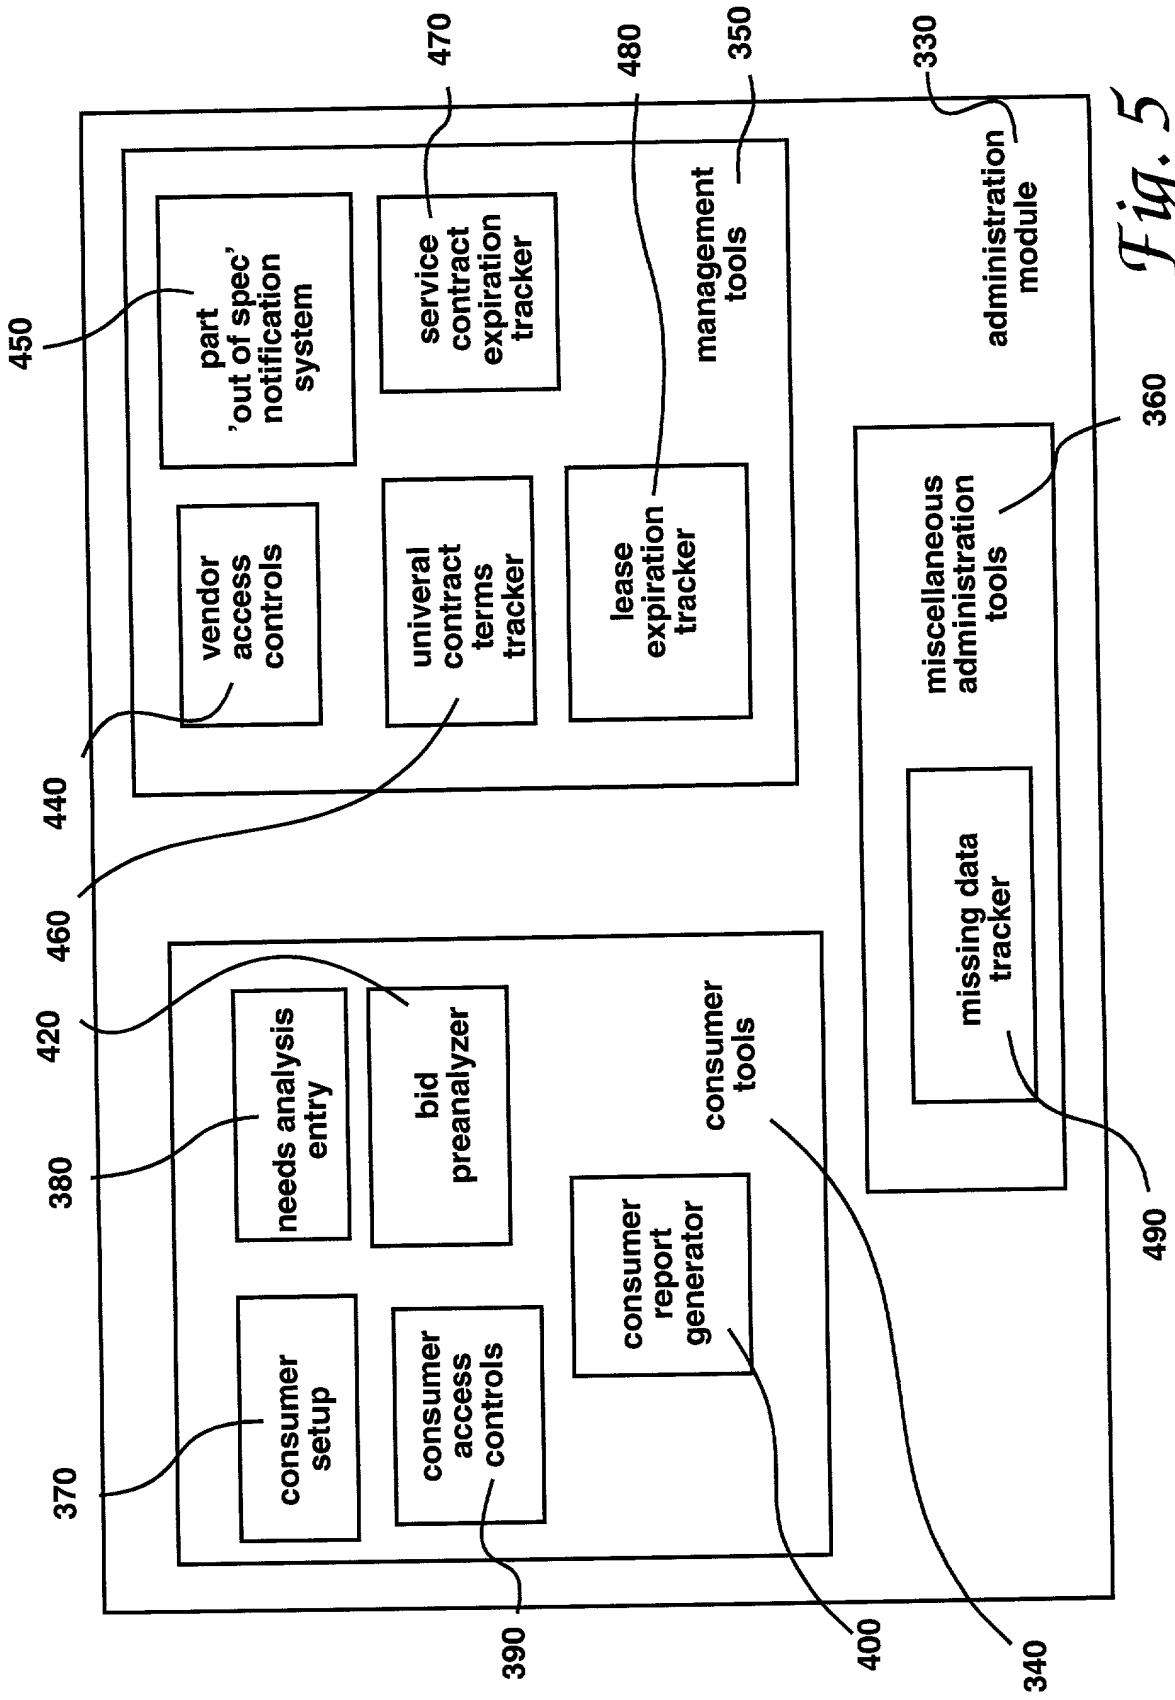 370
380
420
460
440
450
consumer
setup
needs analysis
entry
consumer
access
controls
bid
preanalyzer
consumer
report
generator
consumer
tools
390
400
340
vendor
access
controls
part
'out of spec'
notification
system
univeral
contract
terms
tracker
service
contract
expiration
tracker
lease
expiration
tracker
management
tools
470
480
350
missing data
tracker
miscellaneous
administration
tools
administration
module
330
490
360
Fig. 5